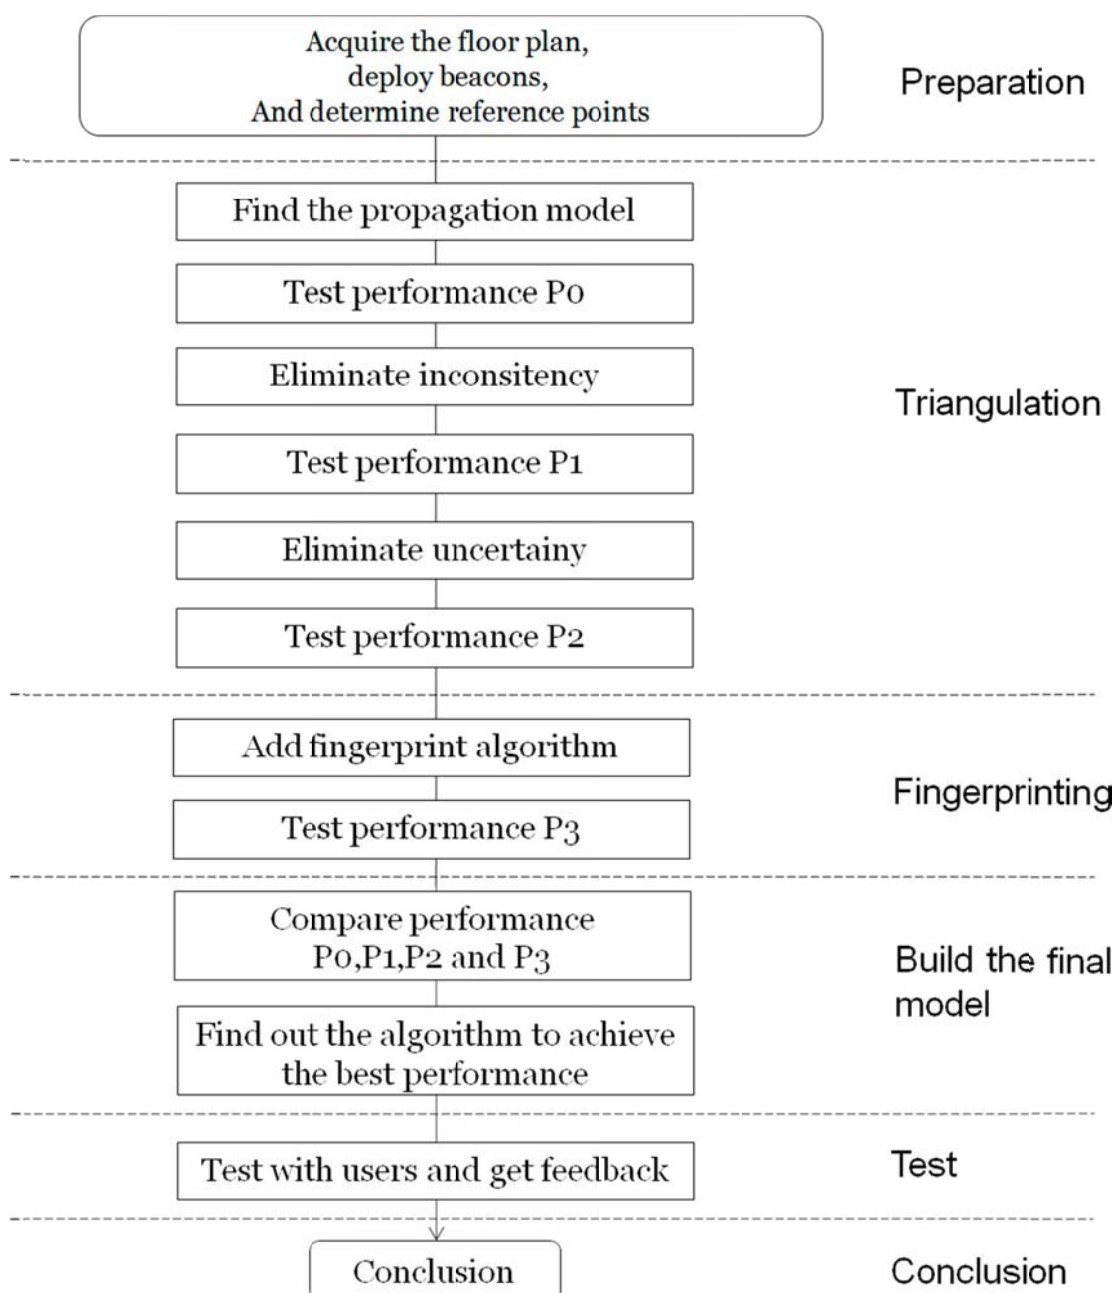 Acquire the floor plan,
deploy beacons,
And determine reference points
Preparation
Find the propagation model
Test performance P0
Eliminate inconsitency
Triangulation
Test performance P1
Eliminate uncertainy
Test performance P2
Add fingerprint algorithm
Fingerprinting
Test performance P3
Compare performance
P0,P1,P2 and P3
Build the final
model
Find out the algorithm to achieve
the best performance
Test with users and get feedback
Test
Conclusion
Conclusion